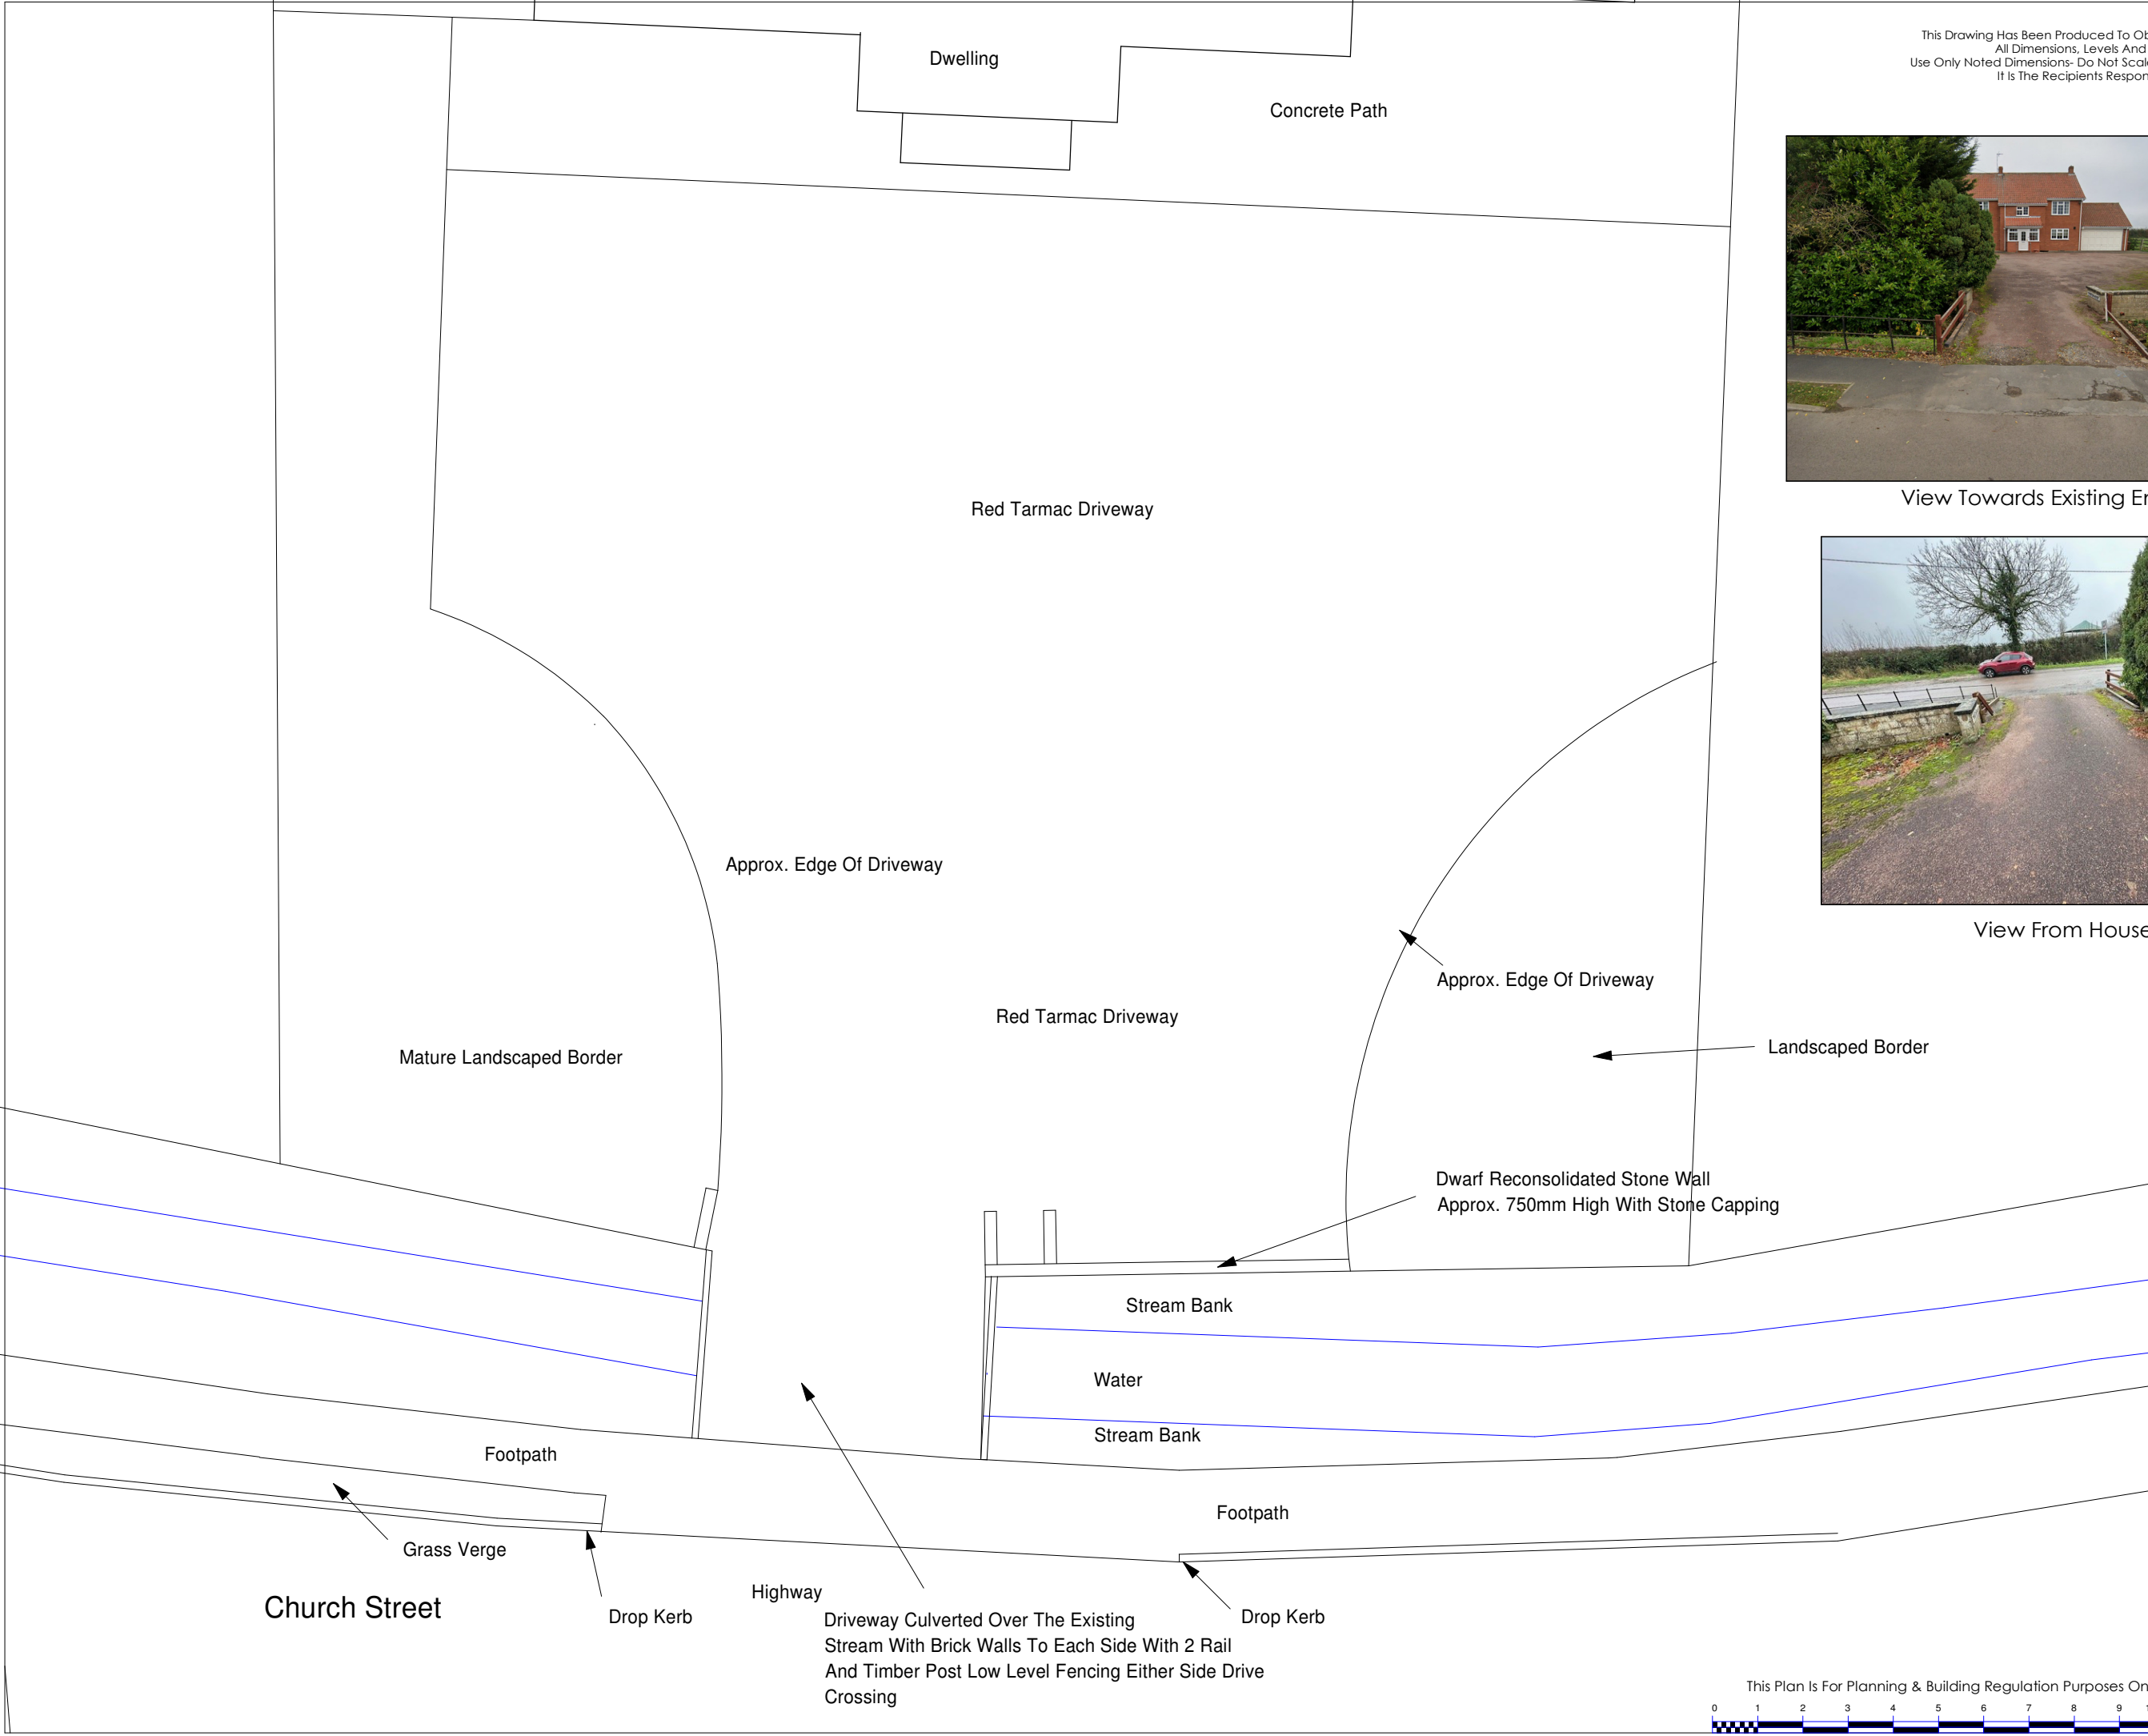 This Drawing Has Been Produced To Ob
All Dimensions, Levels And
Use Only Noted Dimensions- Do Not Scal
It Is The Recipients Respon
Dwelling
Concrete Path
View Towards Existing En
Red Tarmac Driveway
Approx. Edge Of Driveway
View From House
Approx. Edge Of Driveway
Red Tarmac Driveway
Landscaped Border
Mature Landscaped Border
Dwarf Reconsolidated Stone Wall
Approx. 750mm High With Stone Capping
Stream Bank
Water
Stream Bank
Footpath
Footpath
Grass Verge
Church Street
Drop Kerb
Highway
Driveway Culverted Over The Existing
Stream With Brick Walls To Each Side With 2 Rail
And Timber Post Low Level Fencing Either Side Drive
Crossing
Drop Kerb
This Plan Is For Planning & Building Regulation Purposes On
0 1 2 3 4 5 6 7 8 9 1